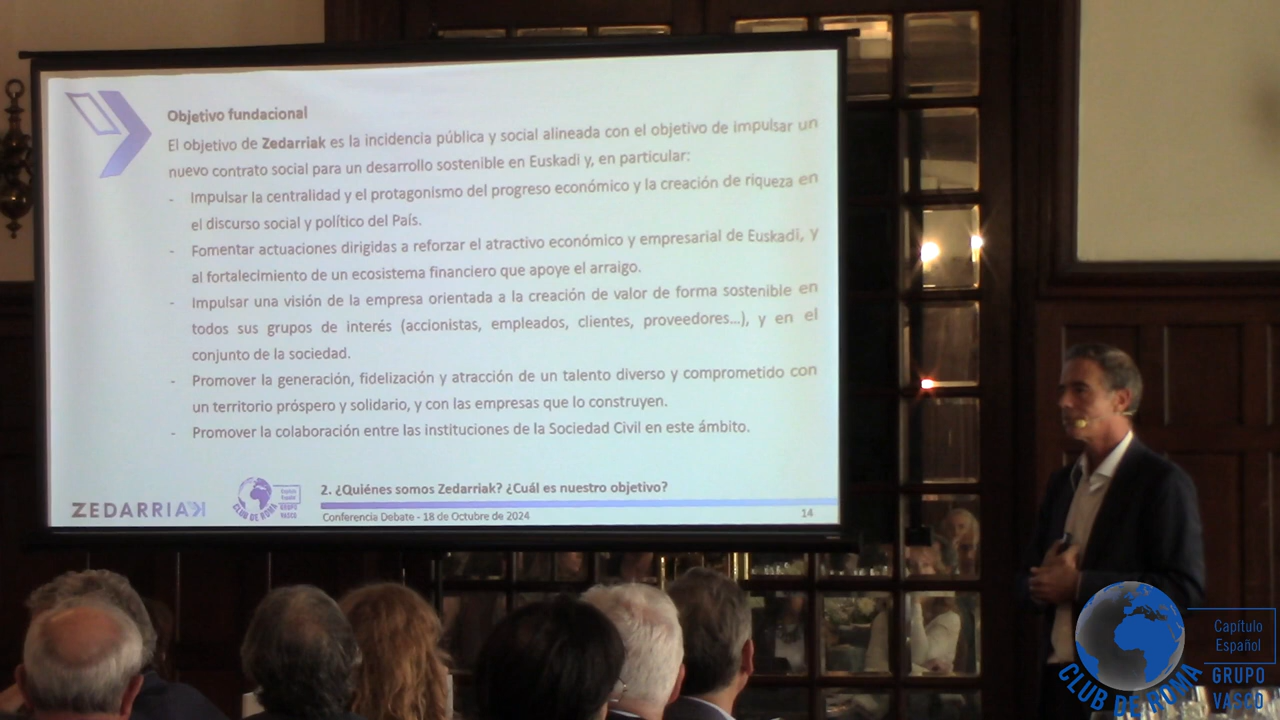 Objetivo fundacional
El objetivo de Zedarriak es la incidencia pública y social alineada con el objetivo de impulsar un
nuevo contrato social para un desarrollo sostenible en Euskadi y, en particular:
- Impulsar la centralidad y el protagonismo del progreso económico y la creación de riqueza en
el discurso social y político del País.
- Fomentar actuaciones dirigidas a reforzar el atractivo económico y empresarial de Euskadi, y
al fortalecimiento de un ecosistema financiero que apoye el arraigo.
- Impulsar una visión de la empresa orientada a la creación de valor de forma sostenible en
todos sus grupos de interés (accionistas, empleados, clientes, proveedores...), y en el
conjunto de la sociedad.
- Promover la generación, fidelización y atracción de un talento diverso y comprometido con
un territorio próspero y solidario, y con las empresas que lo construyen.
- Promover la colaboración entre las instituciones de la Sociedad Civil en este ámbito.
ZEDARRIAK
CLUB DE ROMA
Capítulo
Español
GRUPO
VASCO
2. ¿Quiénes somos Zedarriak? ¿Cuál es nuestro objetivo?
Conferencia Debate - 18 de Octubre de 2024
14
CLUB DE ROMA
Capítulo
Español
GRUPO
VASCO